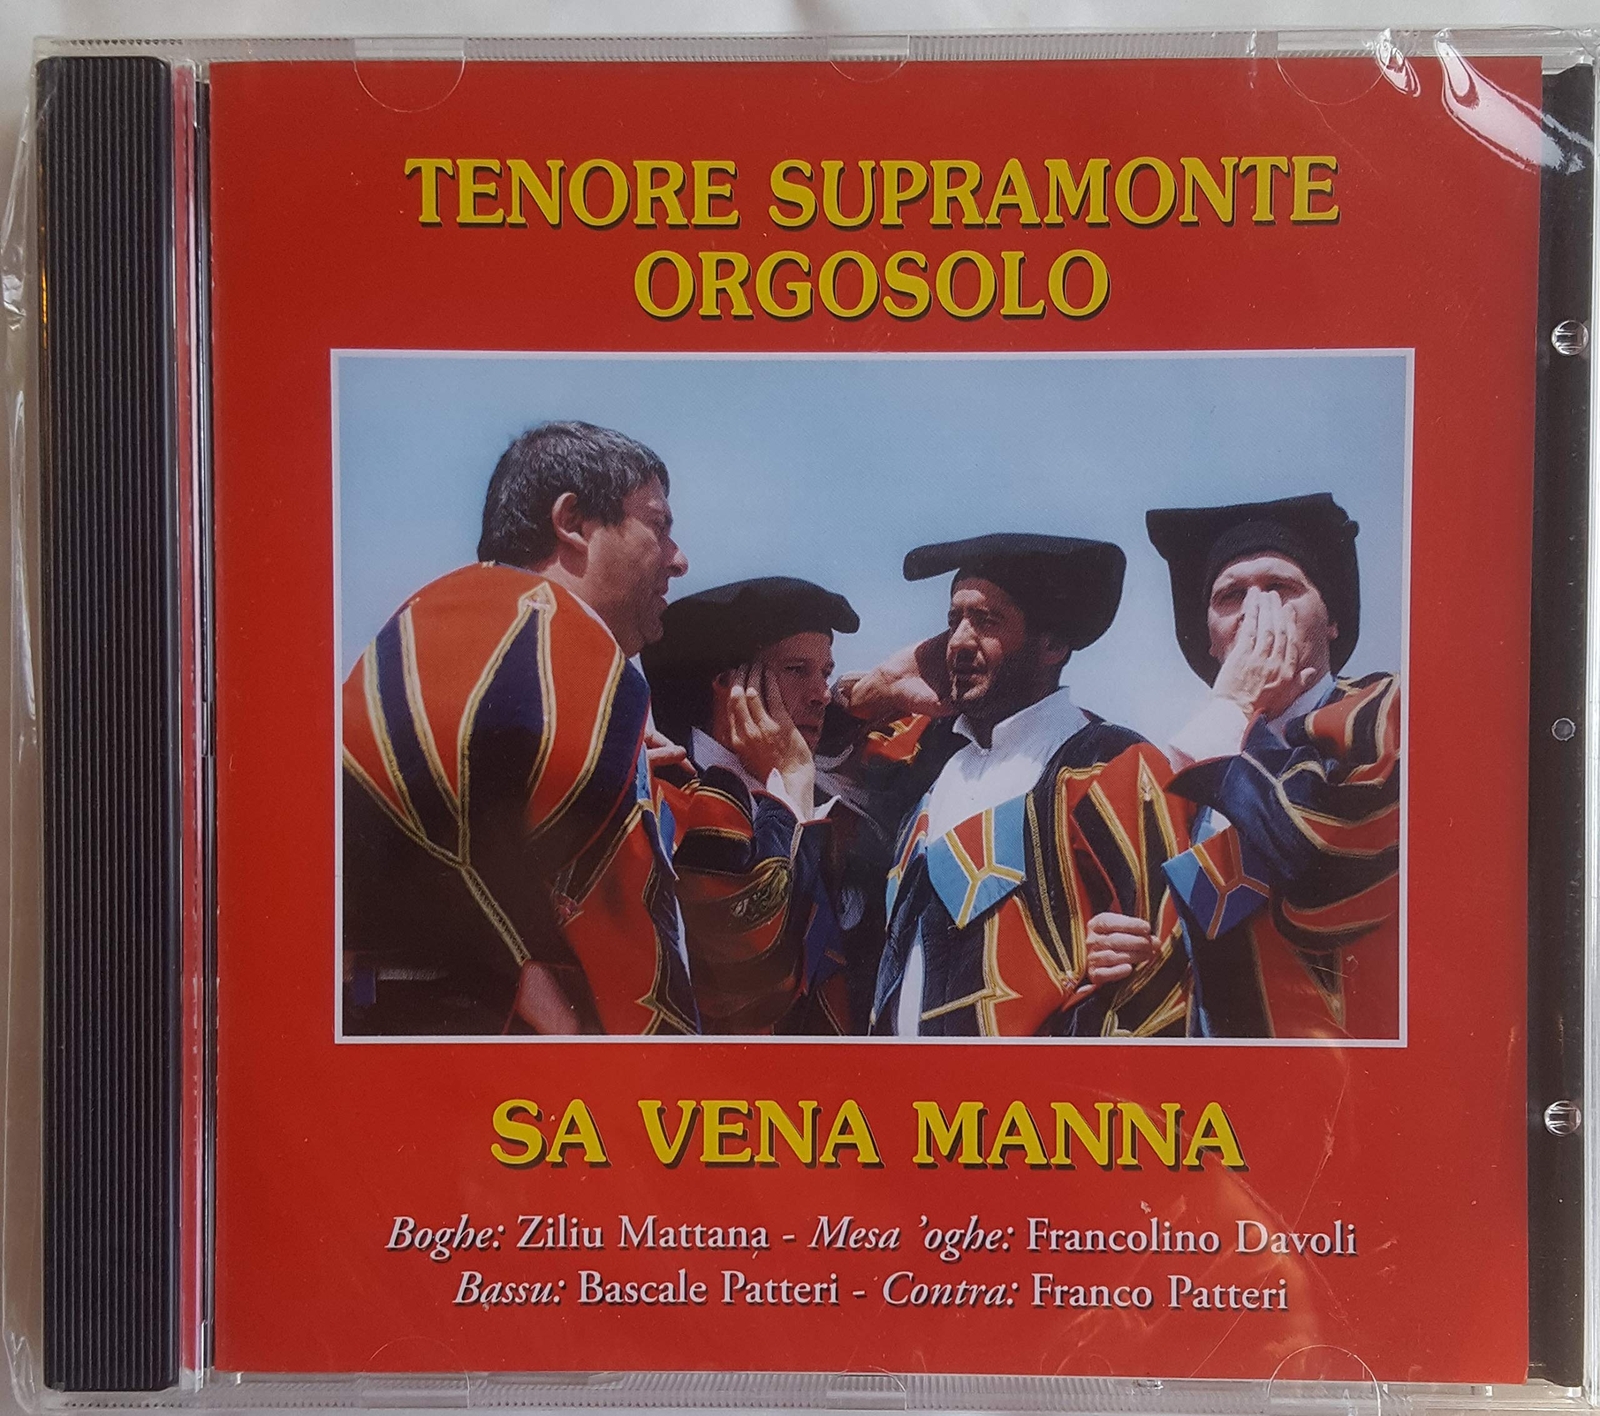 TENORE SUPRAMONTE
ORGOSOLO
SA VENA MANNA
Boghe: Ziliu Mattana - Mesa 'oghe: Francolino Davoli
Bassu: Bascale Patteri - Contra: Franco Patteri